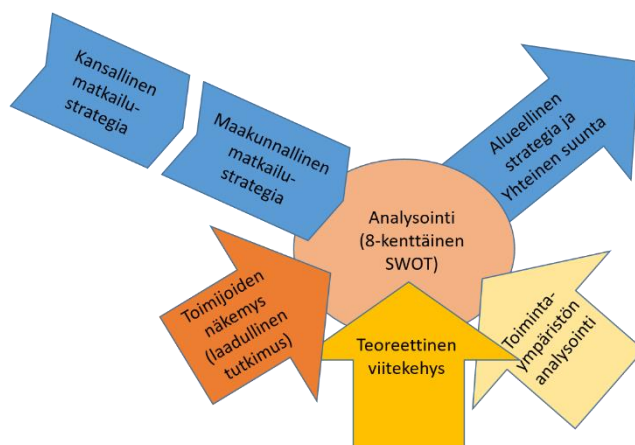 Kansallinen
matkailu-
strategia
Maakunnallinen
matkailu-
strategia
Alueellinen
strategia ja
Yhteinen suunta
Analysointi
(8-kenttäinen
SWOT)
Toimijoiden
näkemys
(laadullinen
tutkimus)
Teoreettinen
viitekehys
Toiminta-
ympäristön
analysointi